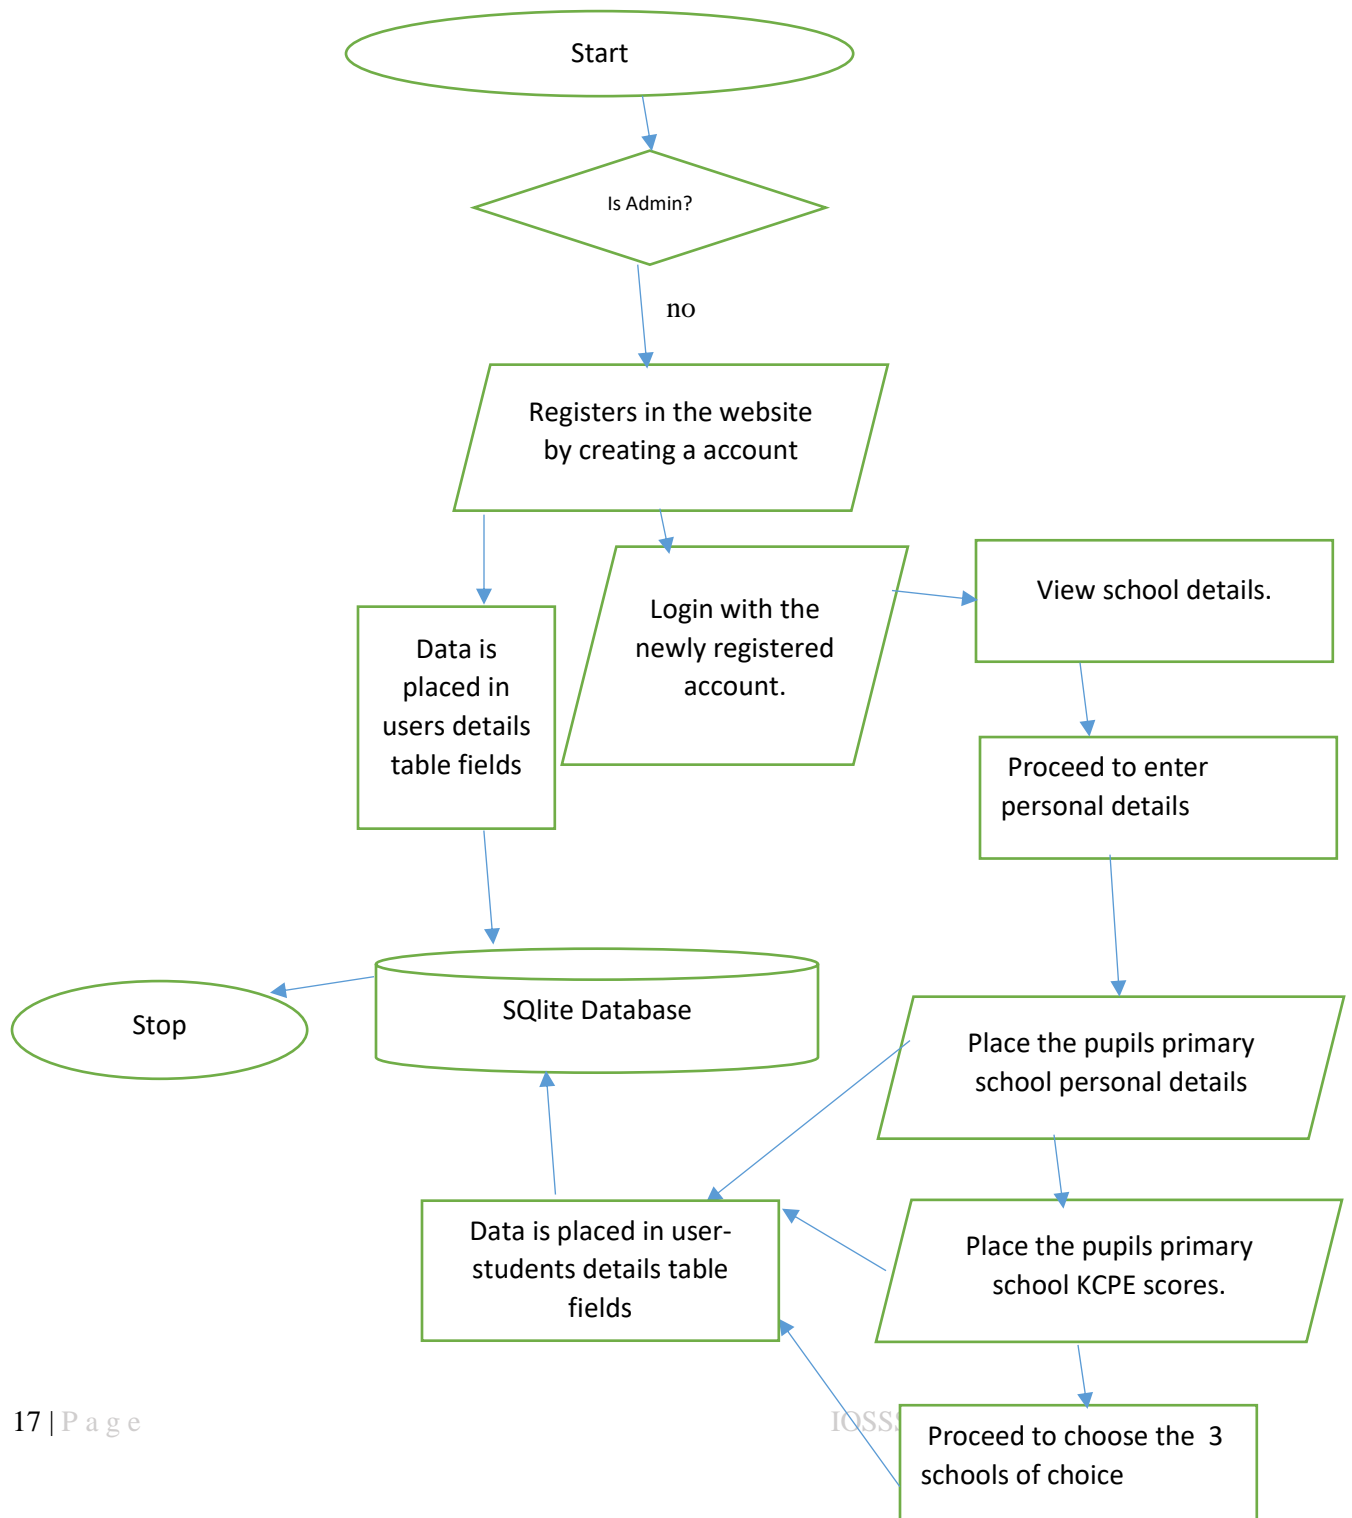 Start
Is Admin?
no
Registers in the website
by creating a account
Login with the
newly registered
account.
View school details.
Data is
placed in
users details
table fields
Proceed to enter
personal details
SQlite Database
Stop
Place the pupils primary
school personal details
Data is placed in user-
students details table
fields
Place the pupils primary
school KCPE scores.
Proceed to choose the 3
schools of choice
17 | P a g e